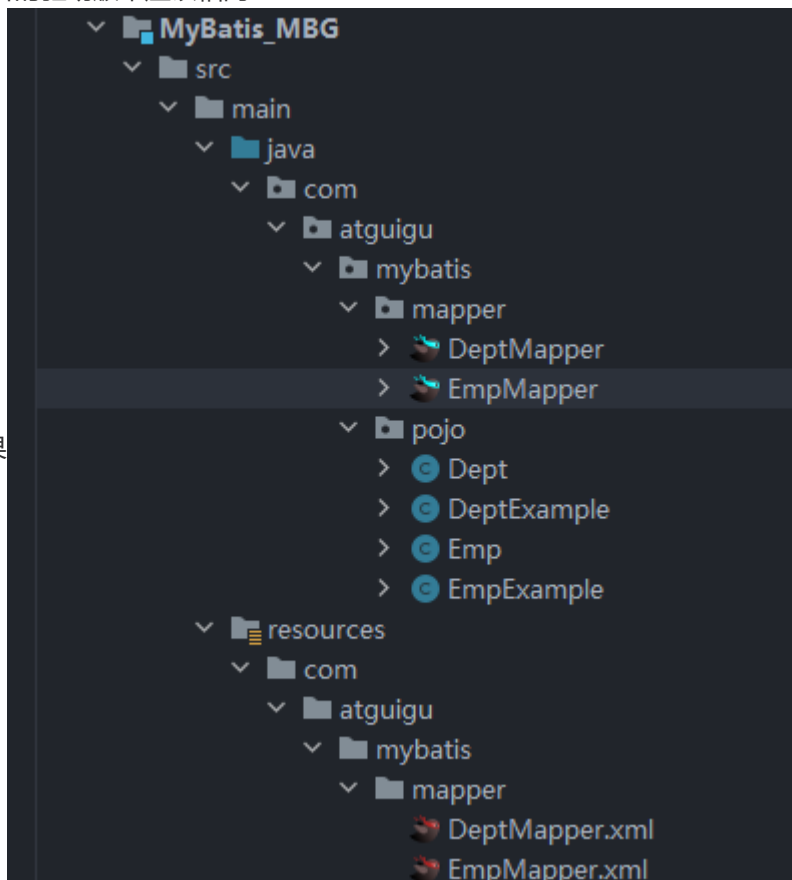 MyBatis_MBG
src
main
java
com
atguigu
mybatis
mapper
DeptMapper
EmpMapper
pojo
Dept
DeptExample
Emp
EmpExample
resources
com
atguigu
mybatis
mapper
DeptMapper.xml
EmpMapper.xml